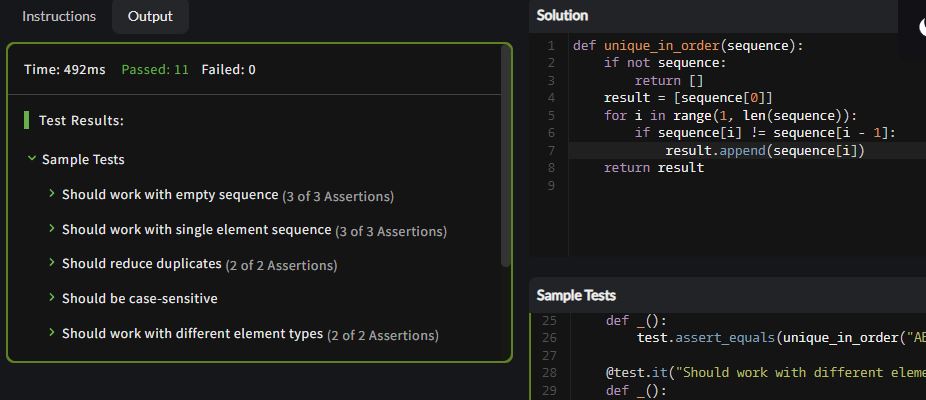 Instructions Output
Time: 492ms Passed: 11 Failed: 0
Test Results:
Sample Tests
Should work with empty sequence (3 of 3 Assertions)
Should work with single element sequence (3 of 3 Assertions)
Should reduce duplicates (2 of 2 Assertions)
Should be case-sensitive
Should work with different element types (2 of 2 Assertions)
Solution
1 def unique_in_order(sequence):
2     if not sequence:
3         return []
4     result = [sequence[0]]
5     for i in range(1, len(sequence)):
6         if sequence[i] != sequence[i - 1]:
7             result.append(sequence[i])
8     return result
9
Sample Tests
25     def _():
26         test.assert_equals(unique_in_order("AB
27
28     @test.it("Should work with different eleme
29     def _():